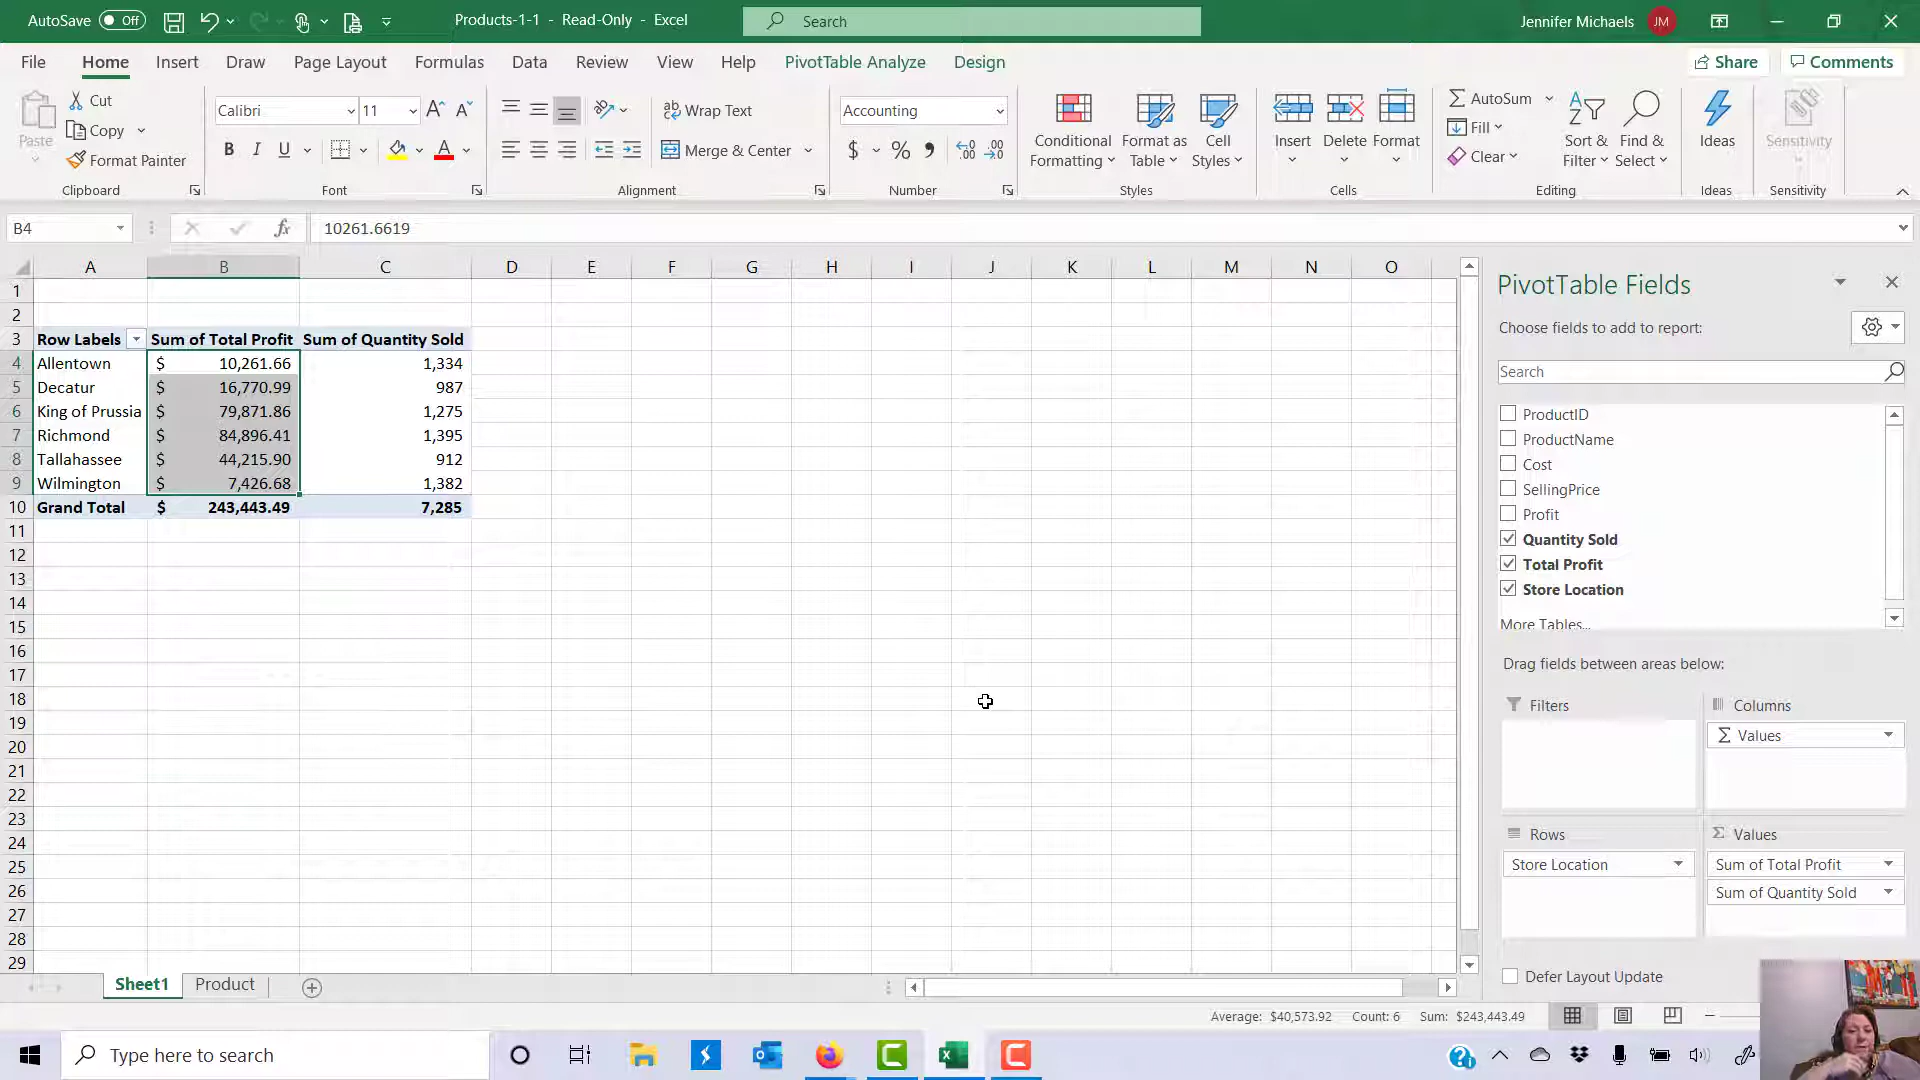 AutoSave Off Products-1-1 - Read-Only - Excel Search Jennifer Michaels JM
File Home Insert Draw Page Layout Formulas Data Review View Help PivotTable Analyze Design Share Comments
Paste Cut Copy Format Painter Clipboard
Calibri 11 B I U A Font
Wrap Text Merge & Center Alignment
Accounting $ % Number
Conditional Formatting Format as Table Cell Styles Styles
Insert Delete Format Cells
AutoSum Fill Clear Sort & Filter Find & Select Editing
Ideas Ideas
Sensitivity Sensitivity
B4 fx 10261.6619
A B C D E F G H I J K L M N O
1
2
3 Row Labels Sum of Total Profit Sum of Quantity Sold
4 Allentown $ 10,261.66 1,334
5 Decatur $ 16,770.99 987
6 King of Prussia $ 79,871.86 1,275
7 Richmond $ 84,896.41 1,395
8 Tallahassee $ 44,215.90 912
9 Wilmington $ 7,426.68 1,382
10 Grand Total $ 243,443.49 7,285
11
12
13
14
15
16
17
18
19
20
21
22
23
24
25
26
27
28
29
PivotTable Fields
Choose fields to add to report:
Search
ProductID
ProductName
Cost
SellingPrice
Profit
Quantity Sold
Total Profit
Store Location
More Tables...
Drag fields between areas below:
Filters
Columns
Σ Values
Rows
Store Location
Σ Values
Sum of Total Profit
Sum of Quantity Sold
Defer Layout Update
Sheet1 Product
Average: $40,573.92 Count: 6 Sum: $243,443.49
Type here to search